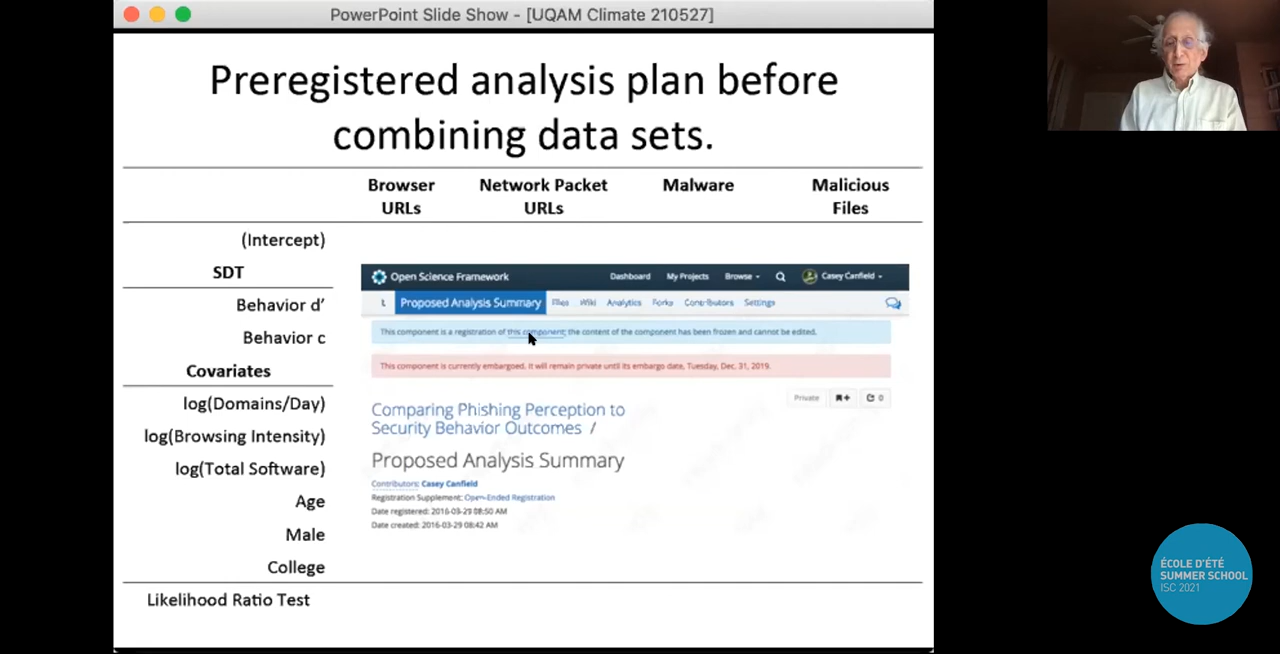 PowerPoint Slide Show - [UQAM Climate 210527]
Preregistered analysis plan before
combining data sets.
Browser Network Packet Malware Malicious
URLs URLs Files
(Intercept)
SDT
Behavior d’
Behavior c
Covariates
log(Domains/Day)
log(Browsing Intensity)
log(Total Software)
Age
Male
College
Likelihood Ratio Test
Open Science Framework Dashboard My Projects Browse Casey Canfield
t Proposed Analysis Summary Files Wiki Analytics Forks Contributors Settings
This component is a registration of this component; the content of the component has been frozen and cannot be edited.
This component is currently embargoed. It will remain private until its embargo date, Tuesday, Dec. 31, 2019.
Private 0
Comparing Phishing Perception to
Security Behavior Outcomes /
Proposed Analysis Summary
Contributors: Casey Canfield
Registration Supplement: Open-Ended Registration
Date registered: 2016-03-29 08:50 AM
Date created: 2016-03-29 08:42 AM
ÉCOLE D'ÉTÉ
SUMMER SCHOOL
ISC 2021